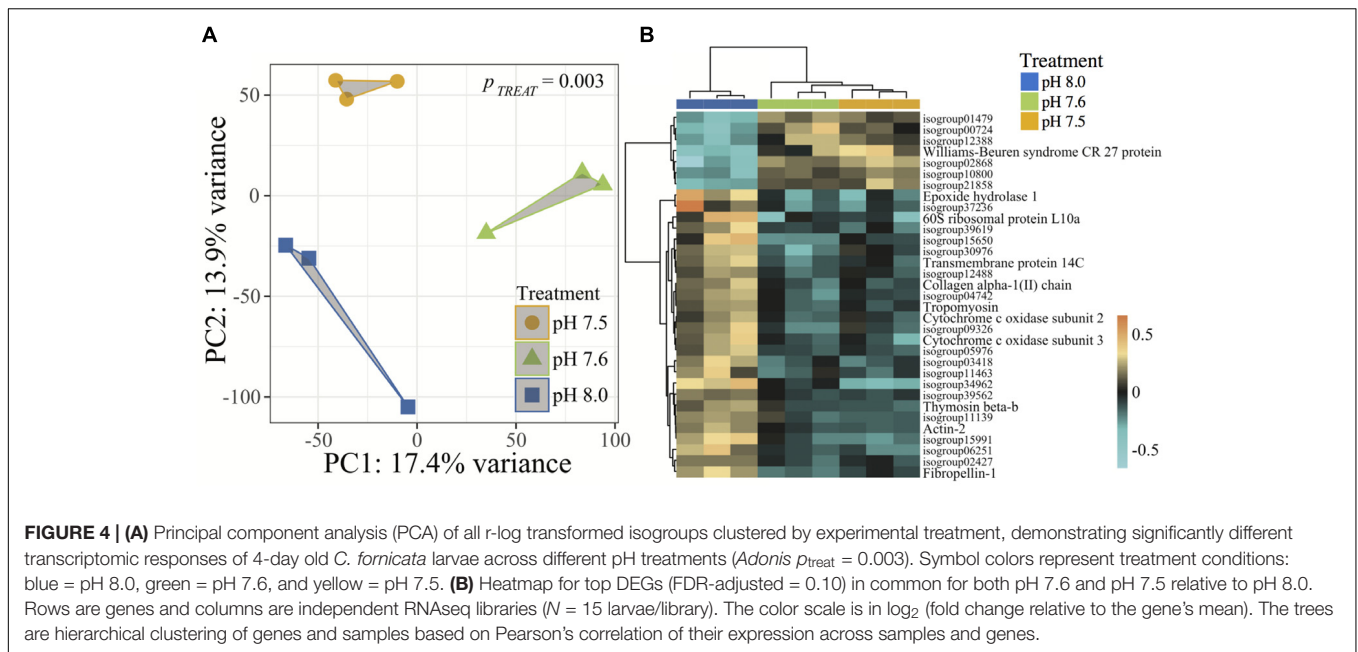 A
p TREAT = 0.003
PC2: 13.9% variance
50
0
-50
-100
-50
0
50
100
PC1: 17.4% variance
Treatment
pH 7.5
pH 7.6
pH 8.0
B
Treatment
pH 8.0
pH 7.6
pH 7.5
isogroup01479
isogroup00724
isogroup12388
Williams-Beuren syndrome CR 27 protein
isogroup02868
isogroup10800
isogroup21858
Epoxide hydrolase 1
isogroup37236
60S ribosomal protein L10a
isogroup39619
isogroup15650
isogroup30976
Transmembrane protein 14C
isogroup12488
Collagen alpha-1(II) chain
isogroup04742
Tropomyosin
Cytochrome c oxidase subunit 2
isogroup09326
Cytochrome c oxidase subunit 3
isogroup05976
isogroup03418
isogroup11463
isogroup34962
isogroup39562
Thymosin beta-b
isogroup11139
Actin-2
isogroup15991
isogroup06251
isogroup02427
Fibropellin-1
0.5
0
-0.5
FIGURE 4 | (A) Principal component analysis (PCA) of all r-log transformed isogroups clustered by experimental treatment, demonstrating significantly different
transcriptomic responses of 4-day old C. fornicata larvae across different pH treatments (Adonis ptreat = 0.003). Symbol colors represent treatment conditions:
blue = pH 8.0, green = pH 7.6, and yellow = pH 7.5. (B) Heatmap for top DEGs (FDR-adjusted = 0.10) in common for both pH 7.6 and pH 7.5 relative to pH 8.0.
Rows are genes and columns are independent RNAseq libraries (N = 15 larvae/library). The color scale is in log2 (fold change relative to the gene's mean). The trees
are hierarchical clustering of genes and samples based on Pearson's correlation of their expression across samples and genes.